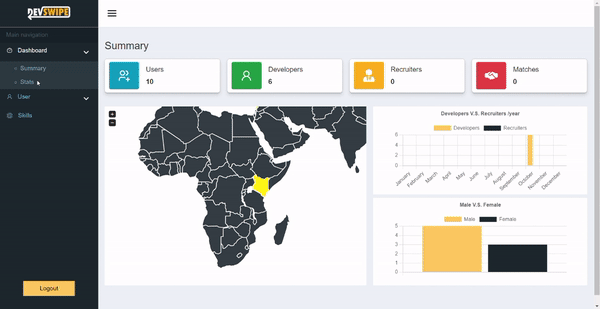 DEVSWIPE
Main navigation
Dashboard
Summary
Stats
User
Skills
Logout
Summary
Users
10
Developers
6
Recruiters
0
Matches
0
+
−
Developers V.S. Recruiters /year
Developers
Recruiters
6
4
2
0
January
February
March
April
May
June
July
August
September
October
November
December
Male V.S. Female
Male
Female
5
4
3
2
1
0